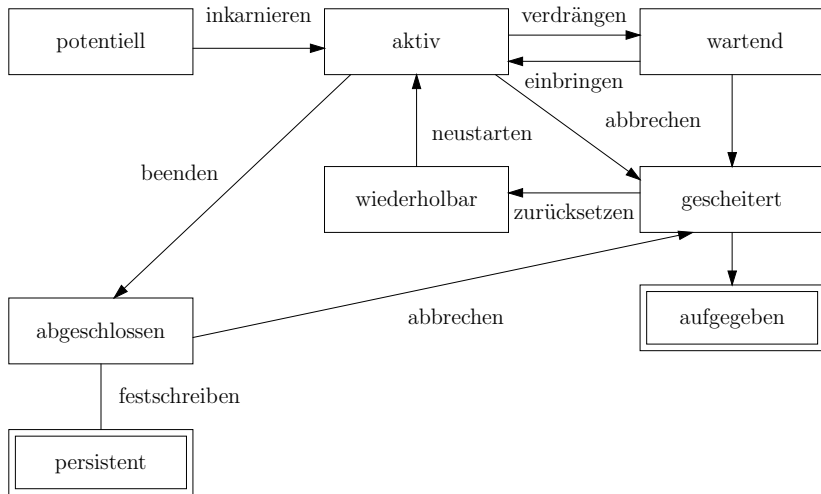 inkarnieren
verdrängen
potentiell
aktiv
wartend
einbringen
abbrechen
neustarten
beenden
wiederholbar
gescheitert
zurücksetzen
abbrechen
aufgegeben
abgeschlossen
festschreiben
persistent